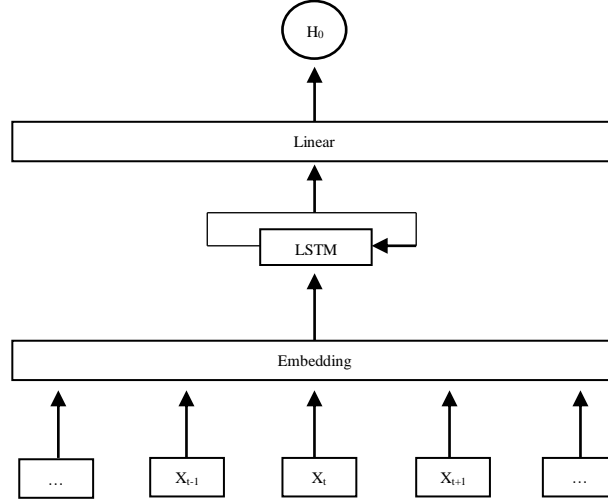 H₀
Linear
LSTM
Embedding
… Xₜ₋₁ Xₜ Xₜ₊₁ …